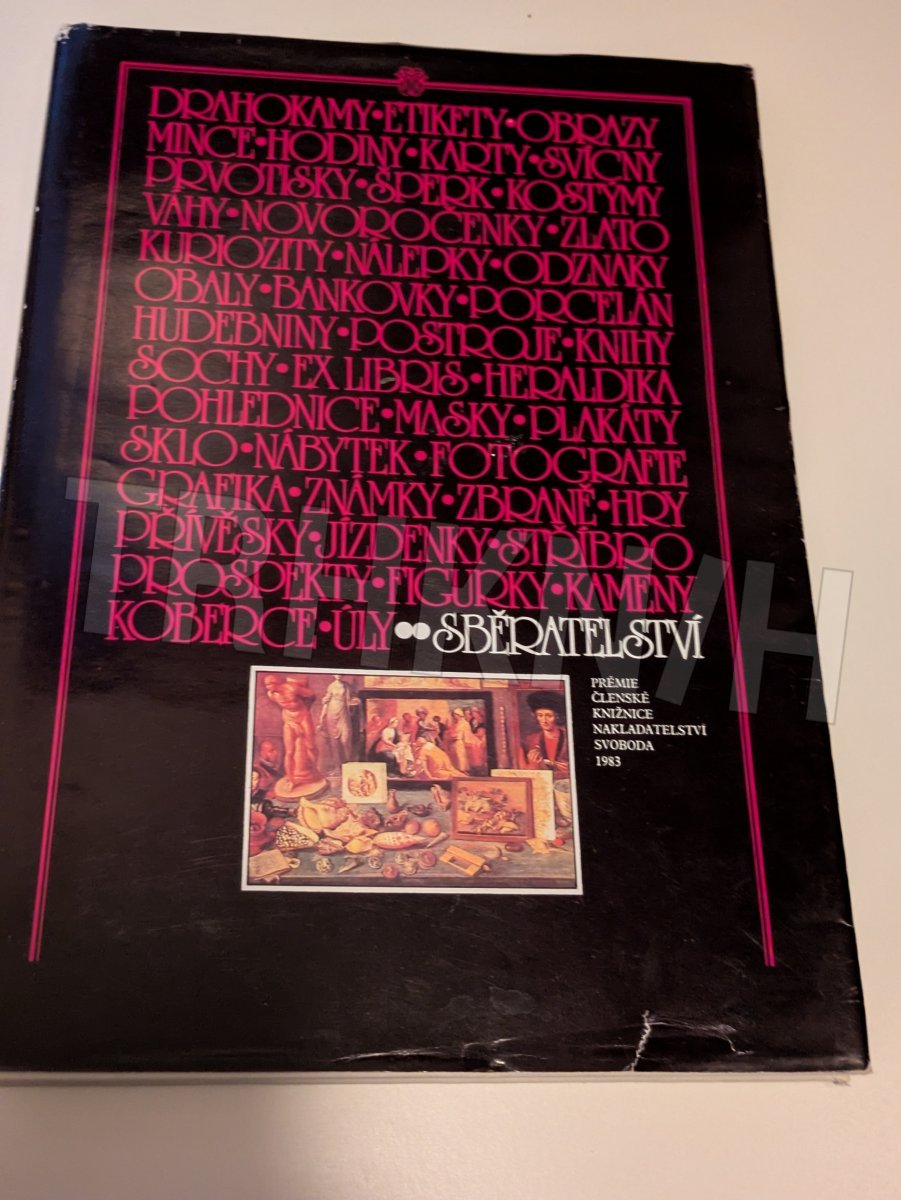 DRAHOKAMY•ETIKETY•OBRAZY
MINCE•HODINY•KARTY•SVÍCNY
PRVOTISKY•ŠPERK•KOSTÝMY
VÁHY•NOVOROČENKY•ZLATO
KURIOZITY•NÁLEPKY•ODZNAKY
OBALY•BANKOVKY•PORCELÁN
HUDEBNINY•POSTROJE•KNIHY
SOCHY•EX LIBRIS•HERALDIKA
POHLEDNICE•MASKY•PLAKÁTY
SKLO•NÁBYTEK•FOTOGRAFIE
GRAFIKA•ZNÁMKY•ZBRANĚ•HRY
PŘÍVĚSKY•JÍZDENKY•STŘÍBRO
PROSPEKTY•FIGURKY•KAMENY
KOBERCE•ÚLY••SBĚRATELSTVÍ
PRÉMIE
ČLENSKÉ
KNIŽNICE
NAKLADATELSTVÍ
SVOBODA
1983
TRHKNIH